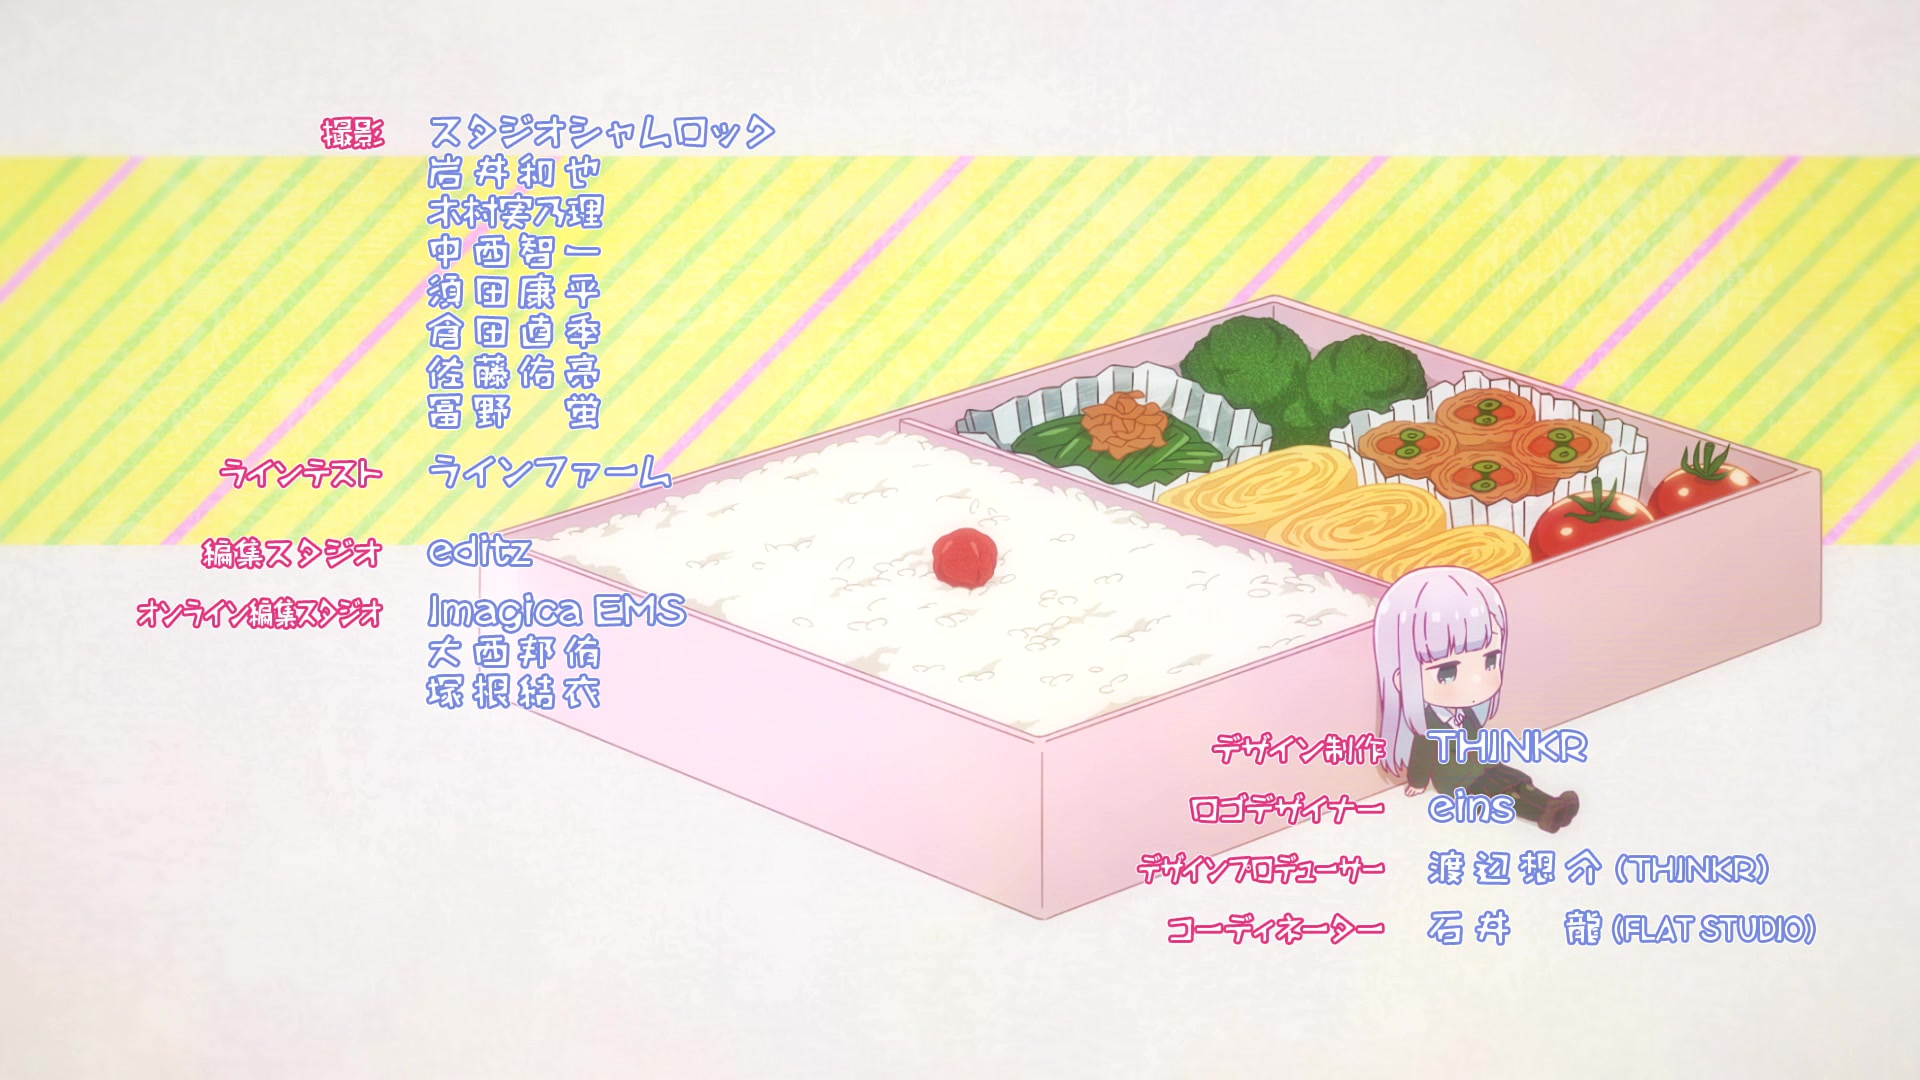 撮影 スタジオシャムロック
岩井和也
木村実乃理
中西智一
須田康平
倉田直季
佐藤佑亮
冨野 蛍
ラインテスト ラインファーム
編集スタジオ editz
オンライン編集スタジオ Imagica EMS
大西邦侑
塚根結衣
デザイン制作 THINKR
ロゴデザイナー eins
デザインプロデューサー 渡辺想介(THINKR)
コーディネーター 石井 龍(FLAT STUDIO)